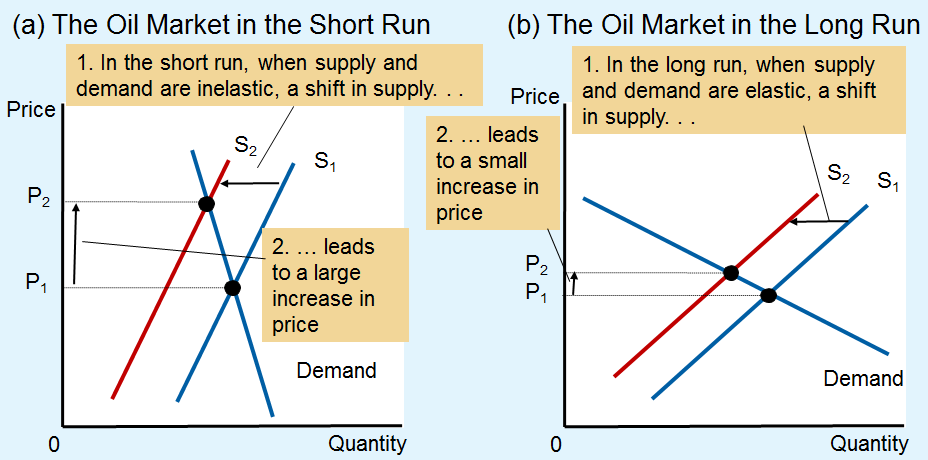 (a) The Oil Market in the Short Run
1. In the short run, when supply and
demand are inelastic, a shift in supply. . .
Price
S2
S1
P2
P1
2. ... leads
to a large
increase in
price
Demand
0
Quantity
(b) The Oil Market in the Long Run
1. In the long run, when supply
and demand are elastic, a shift
in supply. . .
Price
2. ... leads
to a small
increase in
price
S2
S1
P2
P1
Demand
0
Quantity